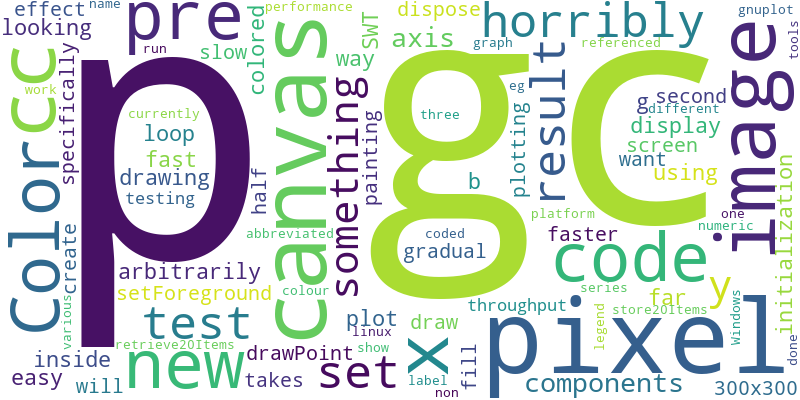 effect
name
pre
performance
dispose
horribly
gnuplot
looking
run
slow
colored
SWT
axis
graph
referenced
tools
cc
Color
specifically
work
canvas
way
something
eg
result
image
currently
loop
fast
drawing
testing
p
gc
three
g
second
different
display
screen
want
using
half
painting
plotting
b
abbreviated
coded
gradual
platform
one
numeric
create
various
arbitrarily
setForeground
colour
faster
code
far
y
initialization
throughput
series
store20Items
Windows
test
retrieve20Items
plot
linux
draw
x
pixel
legend
done
inside
easy
will
new
drawPoint
takes
show
set
label
non
fill
components
300x300